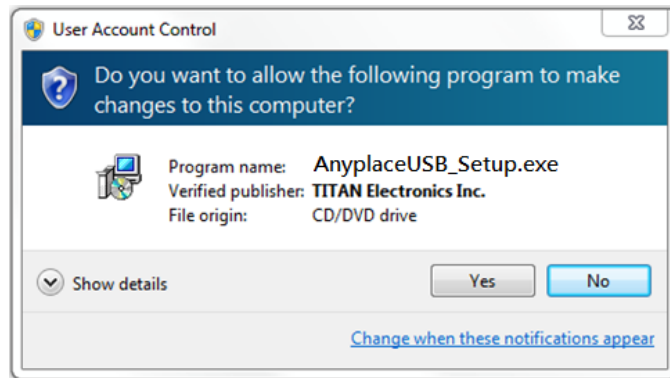 User Account Control
Do you want to allow the following program to make
changes to this computer?
Program name: AnyplaceUSB_Setup.exe
Verified publisher: TITAN Electronics Inc.
File origin: CD/DVD drive
Show details
Yes
No
Change when these notifications appear